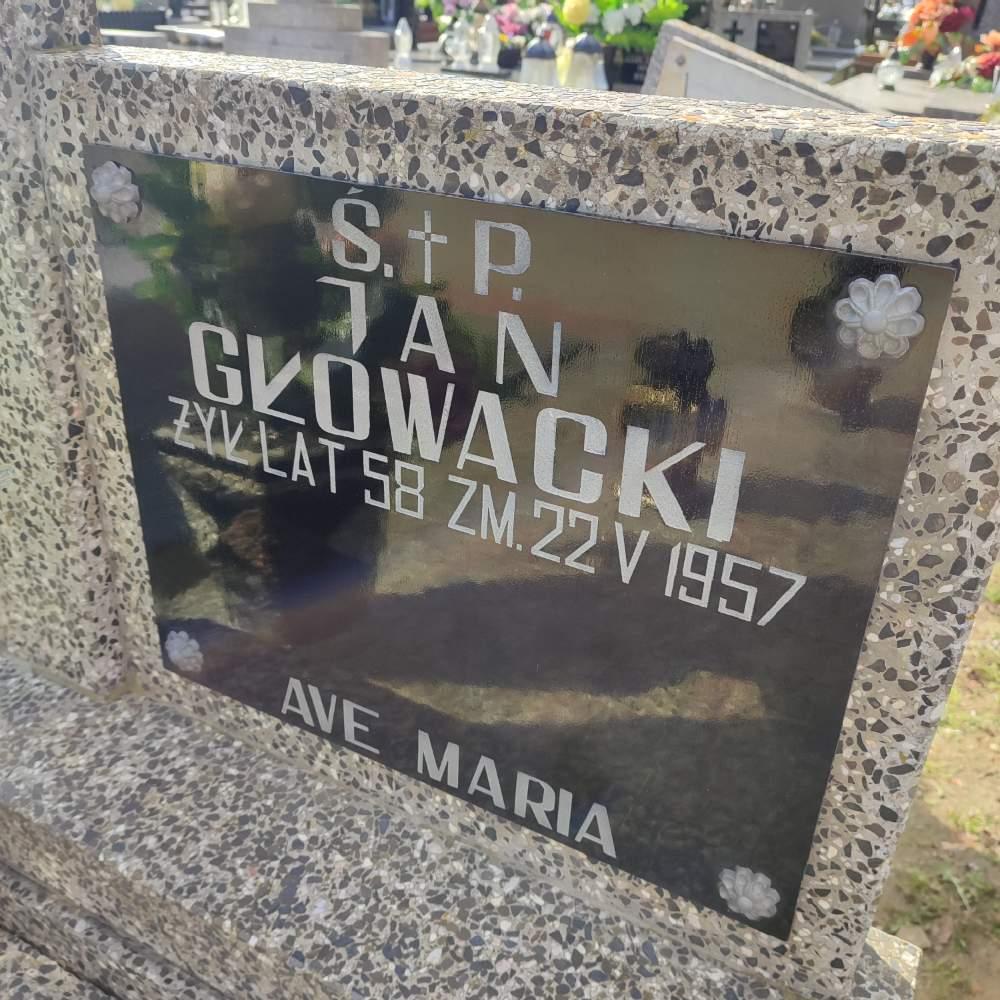 Ś.†P.
JAN
GŁOWACKI
ŻYŁ LAT 58 ZM. 22 V 1957
AVE MARIA